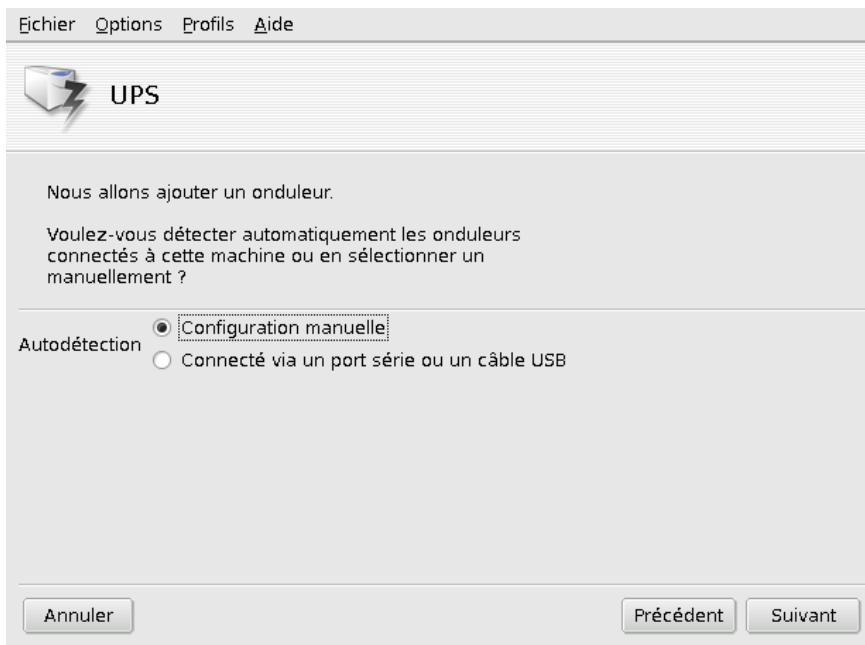 Fichier Options Profils Aide
UPS
Nous allons ajouter un onduleur.
Voulez-vous détecter automatiquement les onduleurs
connectés à cette machine ou en sélectionner un
manuellement ?
Autodétection
Configuration manuelle
Connecté via un port série ou un câble USB
Annuler Précédent Suivant